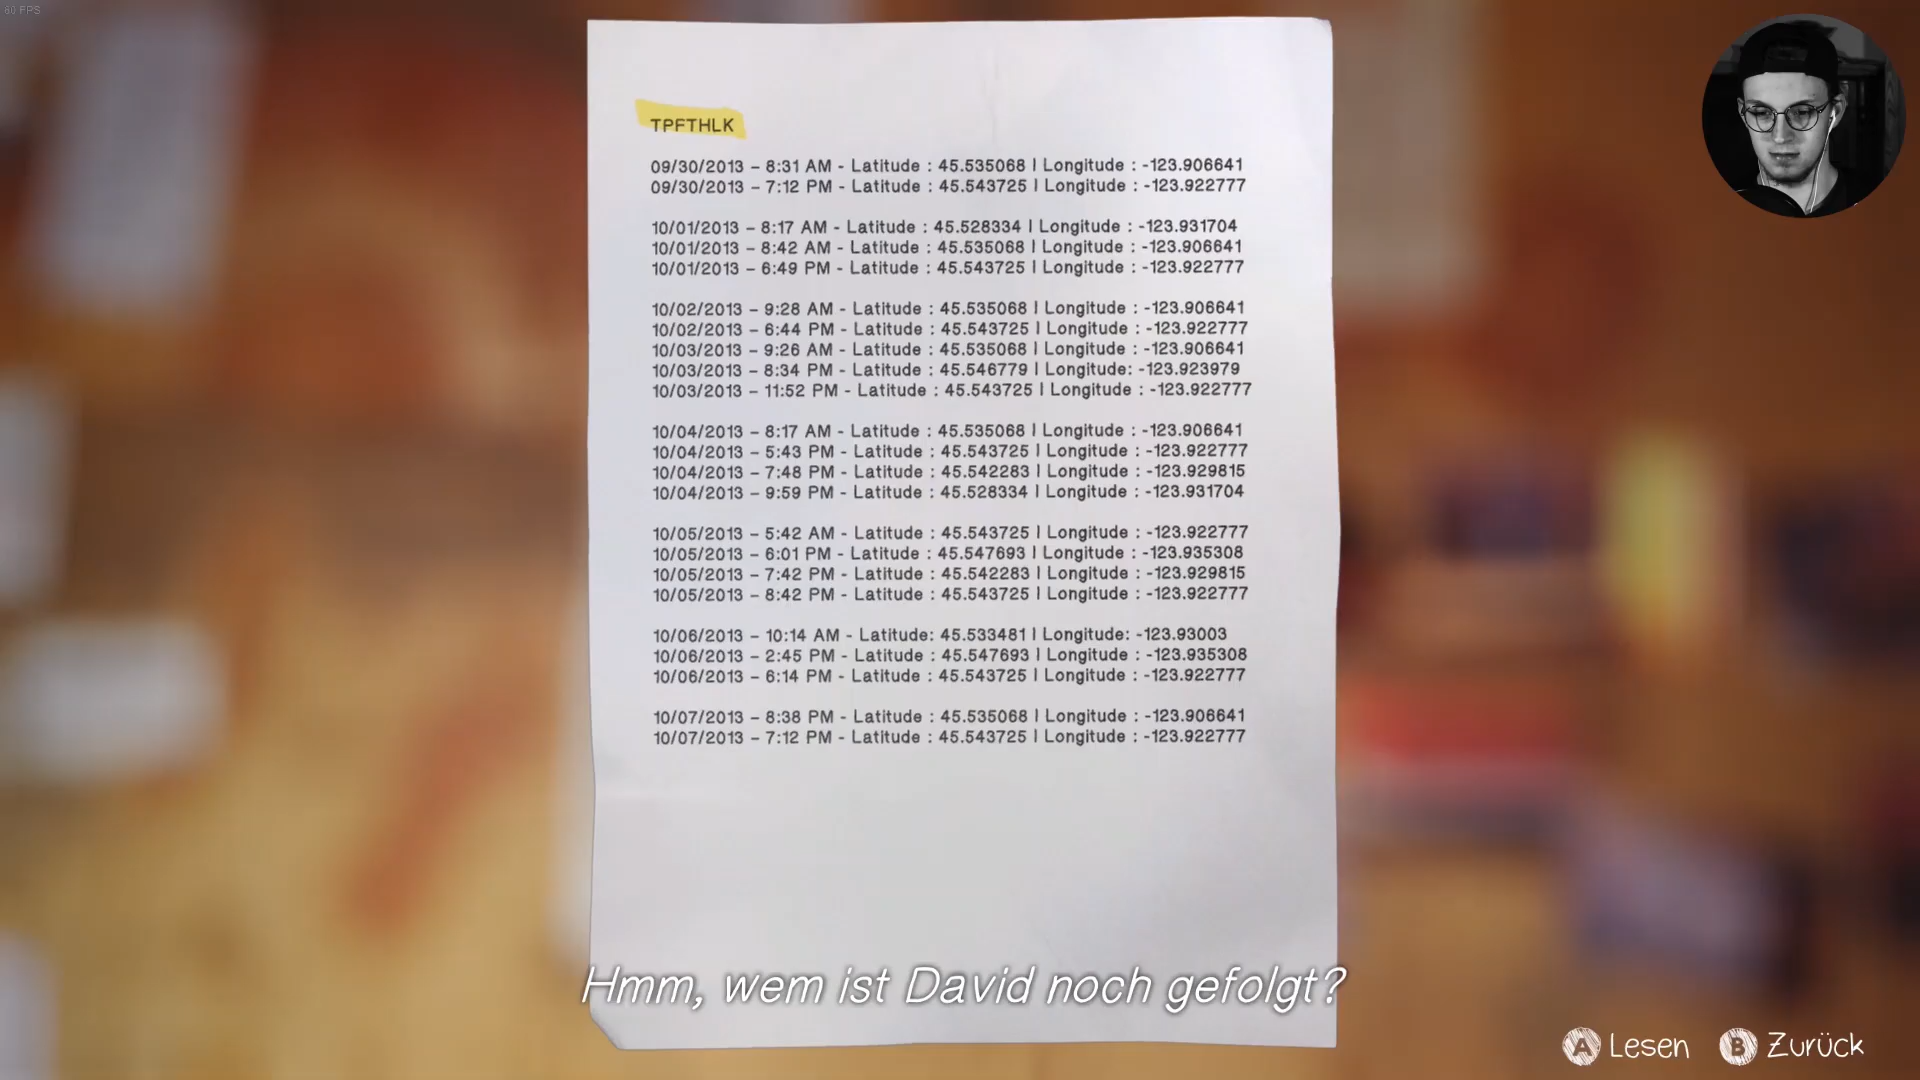 60 FPS
TPFTHLK
09/30/2013 – 8:31 AM - Latitude : 45.535068 | Longitude : -123.906641
09/30/2013 – 7:12 PM - Latitude : 45.543725 | Longitude : -123.922777
10/01/2013 – 8:17 AM - Latitude : 45.528334 | Longitude : -123.931704
10/01/2013 – 8:42 AM - Latitude : 45.535068 | Longitude : -123.906641
10/01/2013 – 6:49 PM - Latitude : 45.543725 | Longitude : -123.922777
10/02/2013 – 9:28 AM - Latitude : 45.535068 | Longitude : -123.906641
10/02/2013 – 6:44 PM - Latitude : 45.543725 | Longitude : -123.922777
10/03/2013 – 9:26 AM - Latitude : 45.535068 | Longitude : -123.906641
10/03/2013 – 8:34 PM - Latitude : 45.546779 | Longitude: -123.923979
10/03/2013 – 11:52 PM - Latitude : 45.543725 | Longitude : -123.922777
10/04/2013 – 8:17 AM - Latitude : 45.535068 | Longitude : -123.906641
10/04/2013 – 5:43 PM - Latitude : 45.543725 | Longitude : -123.922777
10/04/2013 – 7:48 PM - Latitude : 45.542283 | Longitude : -123.929815
10/04/2013 – 9:59 PM - Latitude : 45.528334 | Longitude : -123.931704
10/05/2013 – 5:42 AM - Latitude : 45.543725 | Longitude : -123.922777
10/05/2013 – 6:01 PM - Latitude : 45.547693 | Longitude : -123.935308
10/05/2013 – 7:42 PM - Latitude : 45.542283 | Longitude : -123.929815
10/05/2013 – 8:42 PM - Latitude : 45.543725 | Longitude : -123.922777
10/06/2013 – 10:14 AM - Latitude: 45.533481 | Longitude: -123.93003
10/06/2013 – 2:45 PM - Latitude : 45.547693 | Longitude : -123.935308
10/06/2013 – 6:14 PM - Latitude : 45.543725 | Longitude : -123.922777
10/07/2013 – 8:38 PM - Latitude : 45.535068 | Longitude : -123.906641
10/07/2013 – 7:12 PM - Latitude : 45.543725 | Longitude : -123.922777
Hmm, wem ist David noch gefolgt?
A Lesen B Zurück